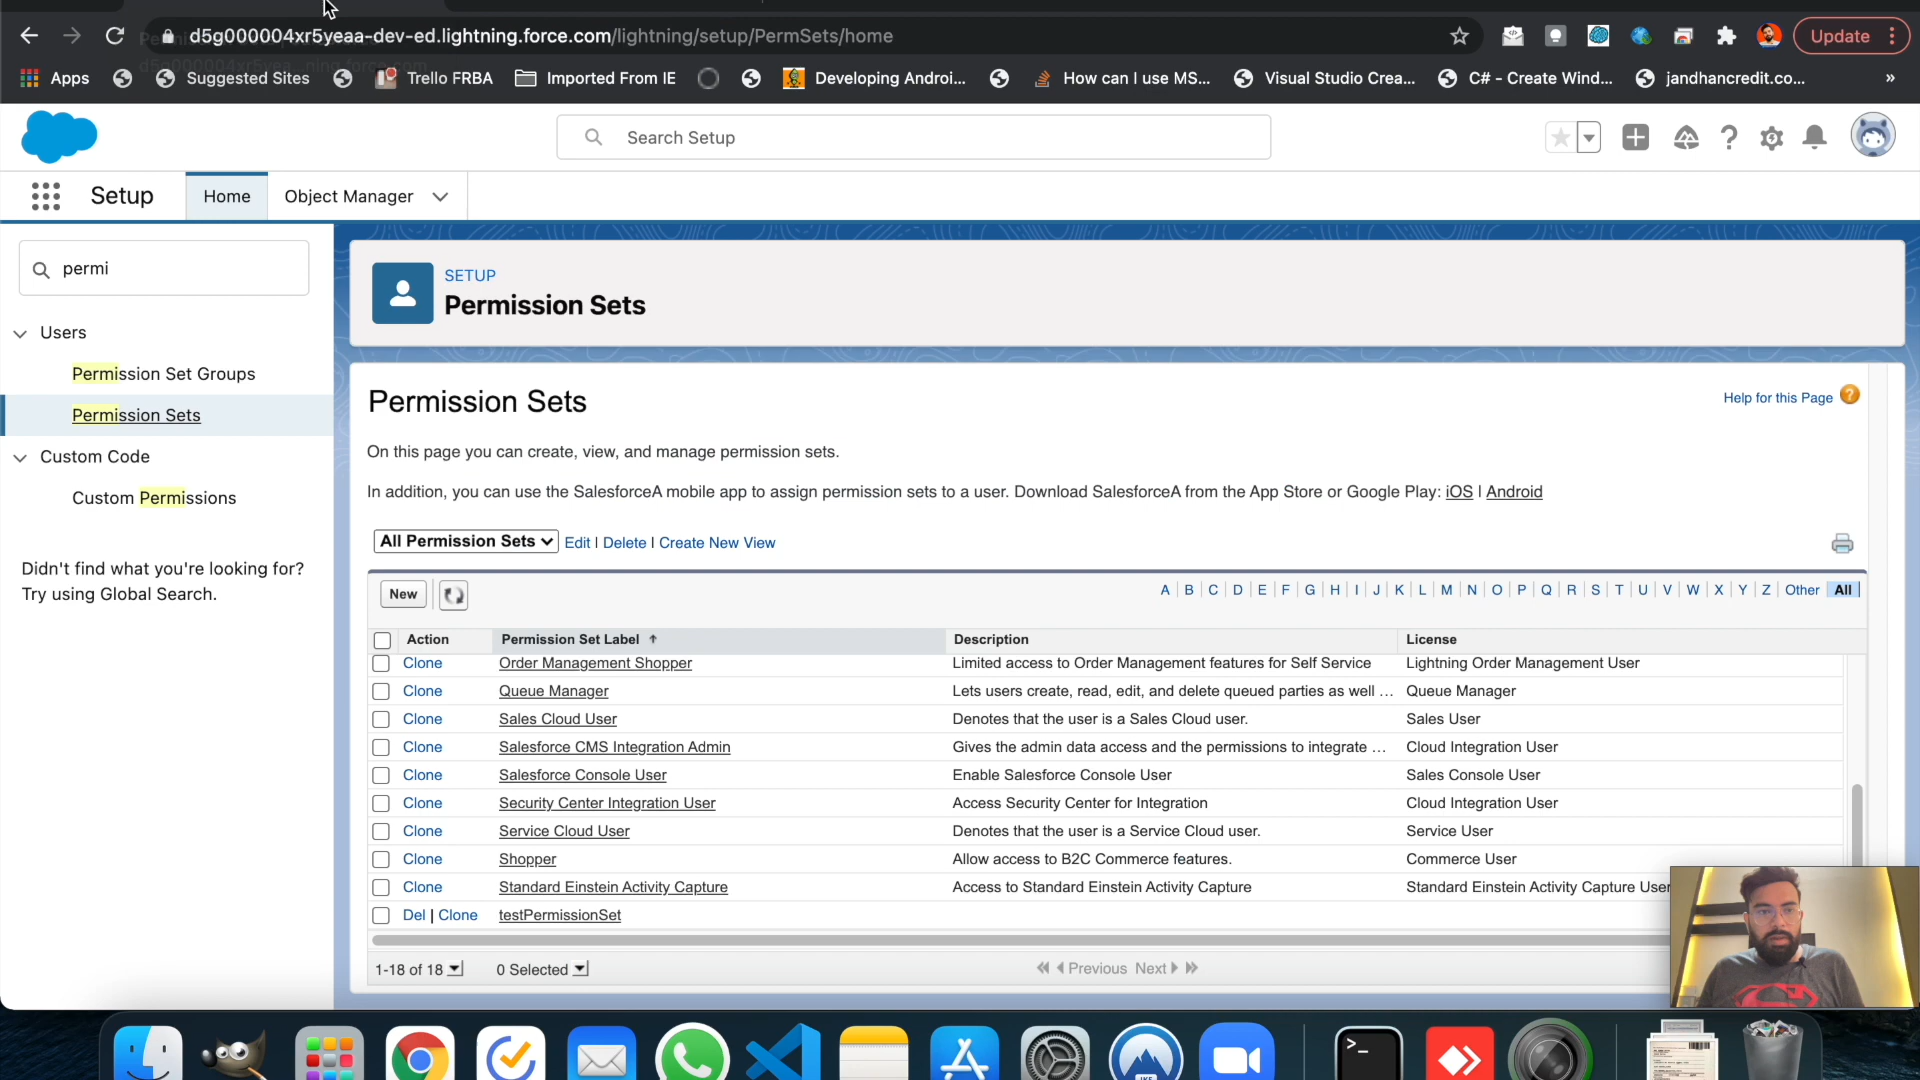 d5g000004xr5yeaa-dev-ed.lightning.force.com/lightning/setup/PermSets/home
Update
Apps
Suggested Sites
Trello FRBA
Imported From IE
Developing Androi...
How can I use MS...
Visual Studio Crea...
C# - Create Wind...
jandhancredit.co...
»
Search Setup
Setup
Home
Object Manager
permi
Users
Permission Set Groups
Permission Sets
Custom Code
Custom Permissions
Didn't find what you're looking for?
Try using Global Search.
SETUP
Permission Sets
Permission Sets
Help for this Page
On this page you can create, view, and manage permission sets.
In addition, you can use the SalesforceA mobile app to assign permission sets to a user. Download SalesforceA from the App Store or Google Play: iOS | Android
All Permission Sets Edit | Delete | Create New View
New
A | B | C | D | E | F | G | H | I | J | K | L | M | N | O | P | Q | R | S | T | U | V | W | X | Y | Z | Other | All
Action Permission Set Label ↑ Description License
Clone Order Management Shopper Limited access to Order Management features for Self Service Lightning Order Management User
Clone Queue Manager Lets users create, read, edit, and delete queued parties as well ... Queue Manager
Clone Sales Cloud User Denotes that the user is a Sales Cloud user. Sales User
Clone Salesforce CMS Integration Admin Gives the admin data access and the permissions to integrate ... Cloud Integration User
Clone Salesforce Console User Enable Salesforce Console User Sales Console User
Clone Security Center Integration User Access Security Center for Integration Cloud Integration User
Clone Service Cloud User Denotes that the user is a Service Cloud user. Service User
Clone Shopper Allow access to B2C Commerce features. Commerce User
Clone Standard Einstein Activity Capture Access to Standard Einstein Activity Capture Standard Einstein Activity Capture User
Del | Clone testPermissionSet
1-18 of 18 0 Selected Previous Next